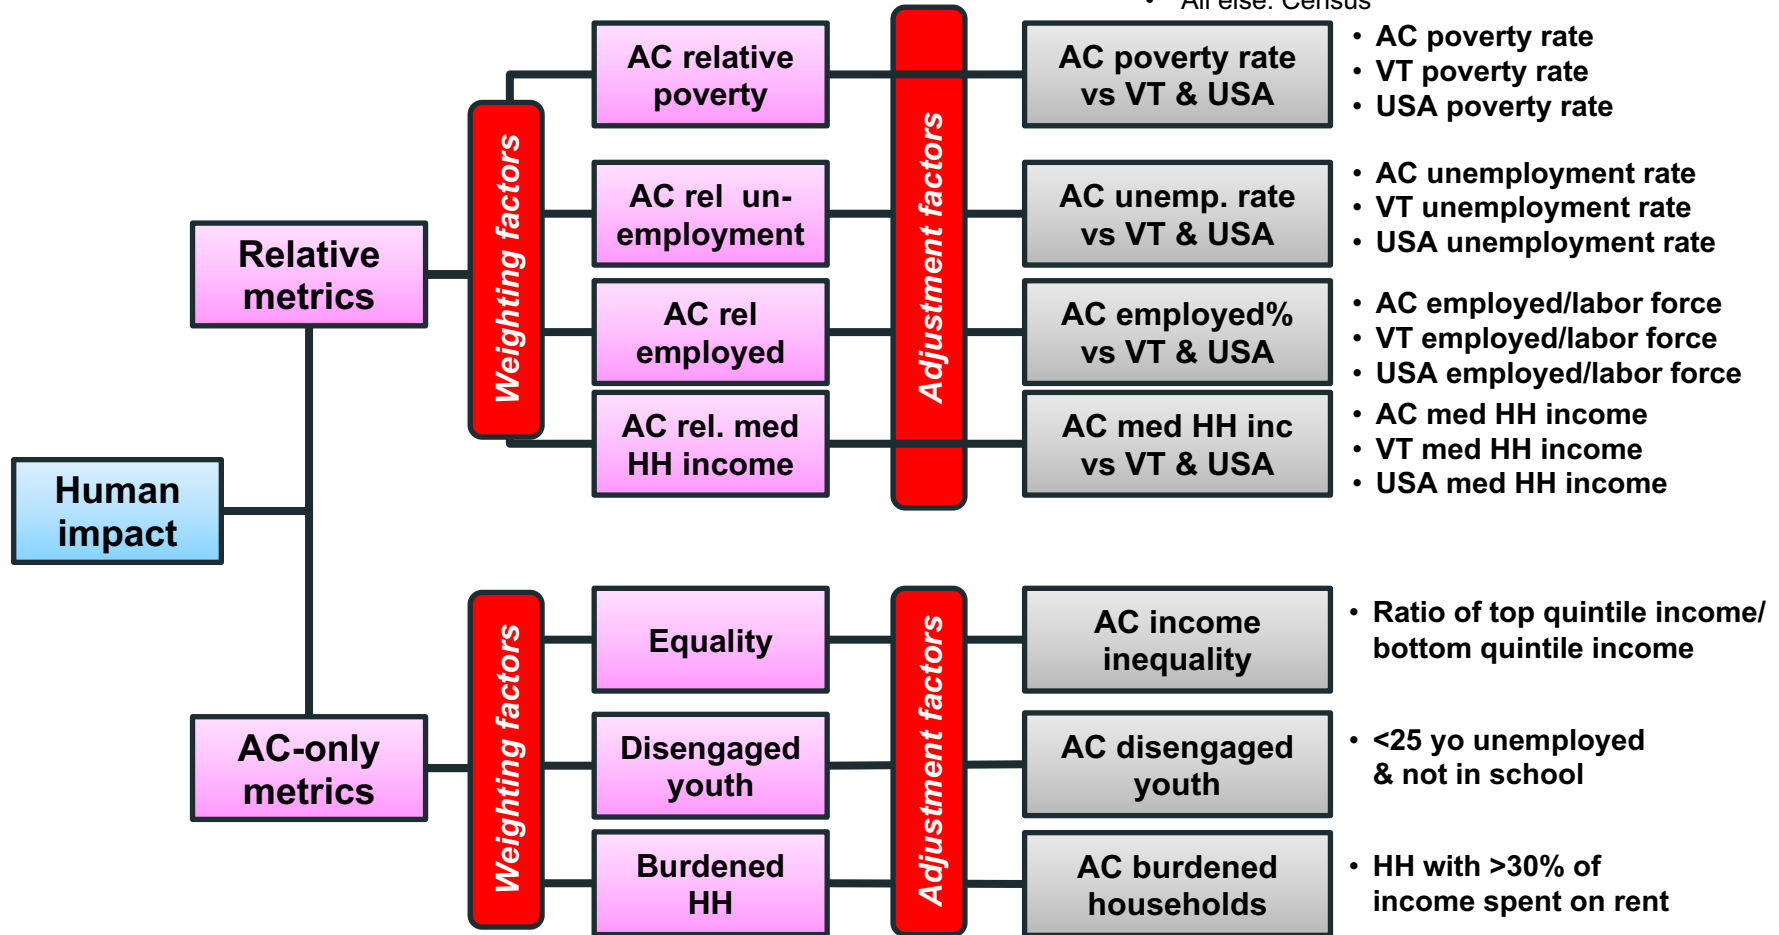 • All else: Census
AC relative
poverty
AC poverty rate
vs VT & USA
• AC poverty rate
• VT poverty rate
• USA poverty rate
Weighting factors
Adjustment factors
AC rel un-
employment
AC unemp. rate
vs VT & USA
• AC unemployment rate
• VT unemployment rate
• USA unemployment rate
Relative
metrics
AC rel
employed
AC employed%
vs VT & USA
• AC employed/labor force
• VT employed/labor force
• USA employed/labor force
AC rel. med
HH income
AC med HH inc
vs VT & USA
• AC med HH income
• VT med HH income
• USA med HH income
Human
impact
Weighting factors
Adjustment factors
Equality
AC income
inequality
• Ratio of top quintile income/
bottom quintile income
AC-only
metrics
Disengaged
youth
AC disengaged
youth
• <25 yo unemployed
& not in school
Burdened
HH
AC burdened
households
• HH with >30% of
income spent on rent